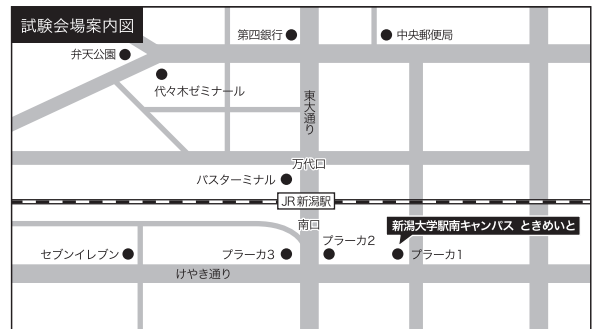 試験会場案内図
第四銀行
中央郵便局
弁天公園
代々木ゼミナール
東大通り
万代口
バスターミナル
JR新潟駅
南口
新潟大学駅南キャンパス ときめいと
プラーカ2
セブンイレブン
プラーカ3
プラーカ1
けやき通り